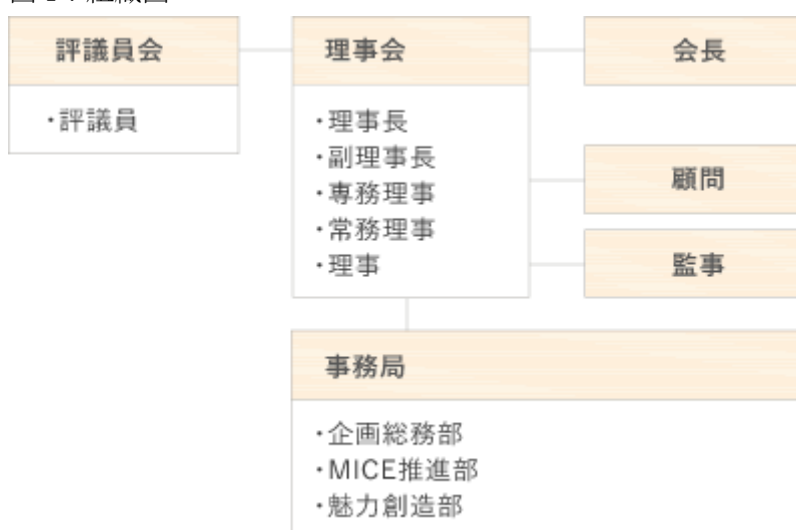 評議員会
・評議員
理事会
・理事長
・副理事長
・専務理事
・常務理事
・理事
会長
顧問
監事
事務局
・企画総務部
・MICE推進部
・魅力創造部